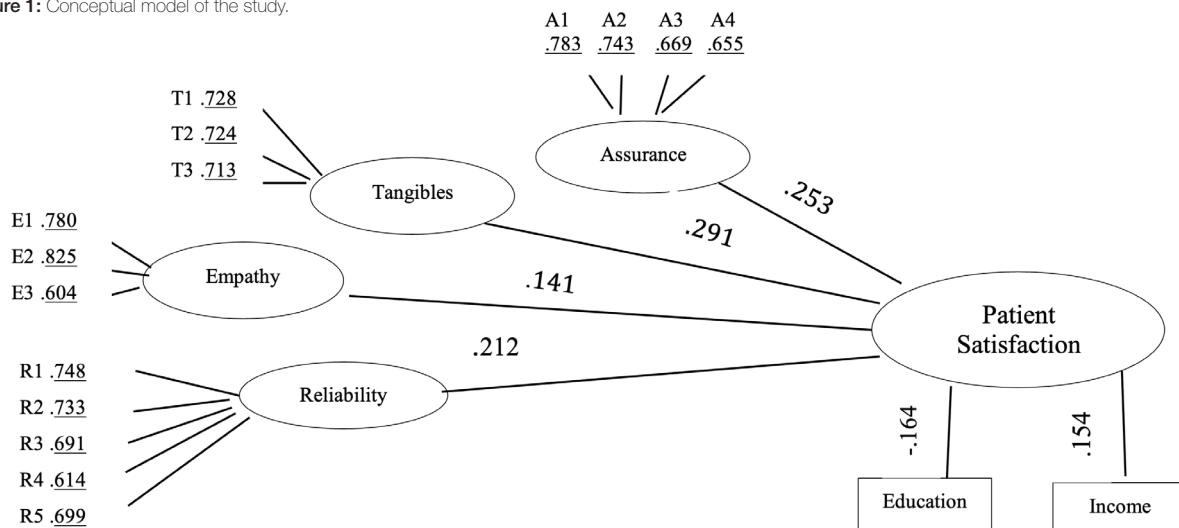 ure 1: Conceptual model of the study.
A1 A2 A3 A4
.783 .743 .669 .655
Assurance
T1 .728
T2 .724
T3 .713
Tangibles
.253
.291
E1 .780
E2 .825
E3 .604
Empathy
.141
Patient
Satisfaction
.212
R1 .748
R2 .733
R3 .691
R4 .614
R5 .699
Reliability
-.164
.154
Education
Income